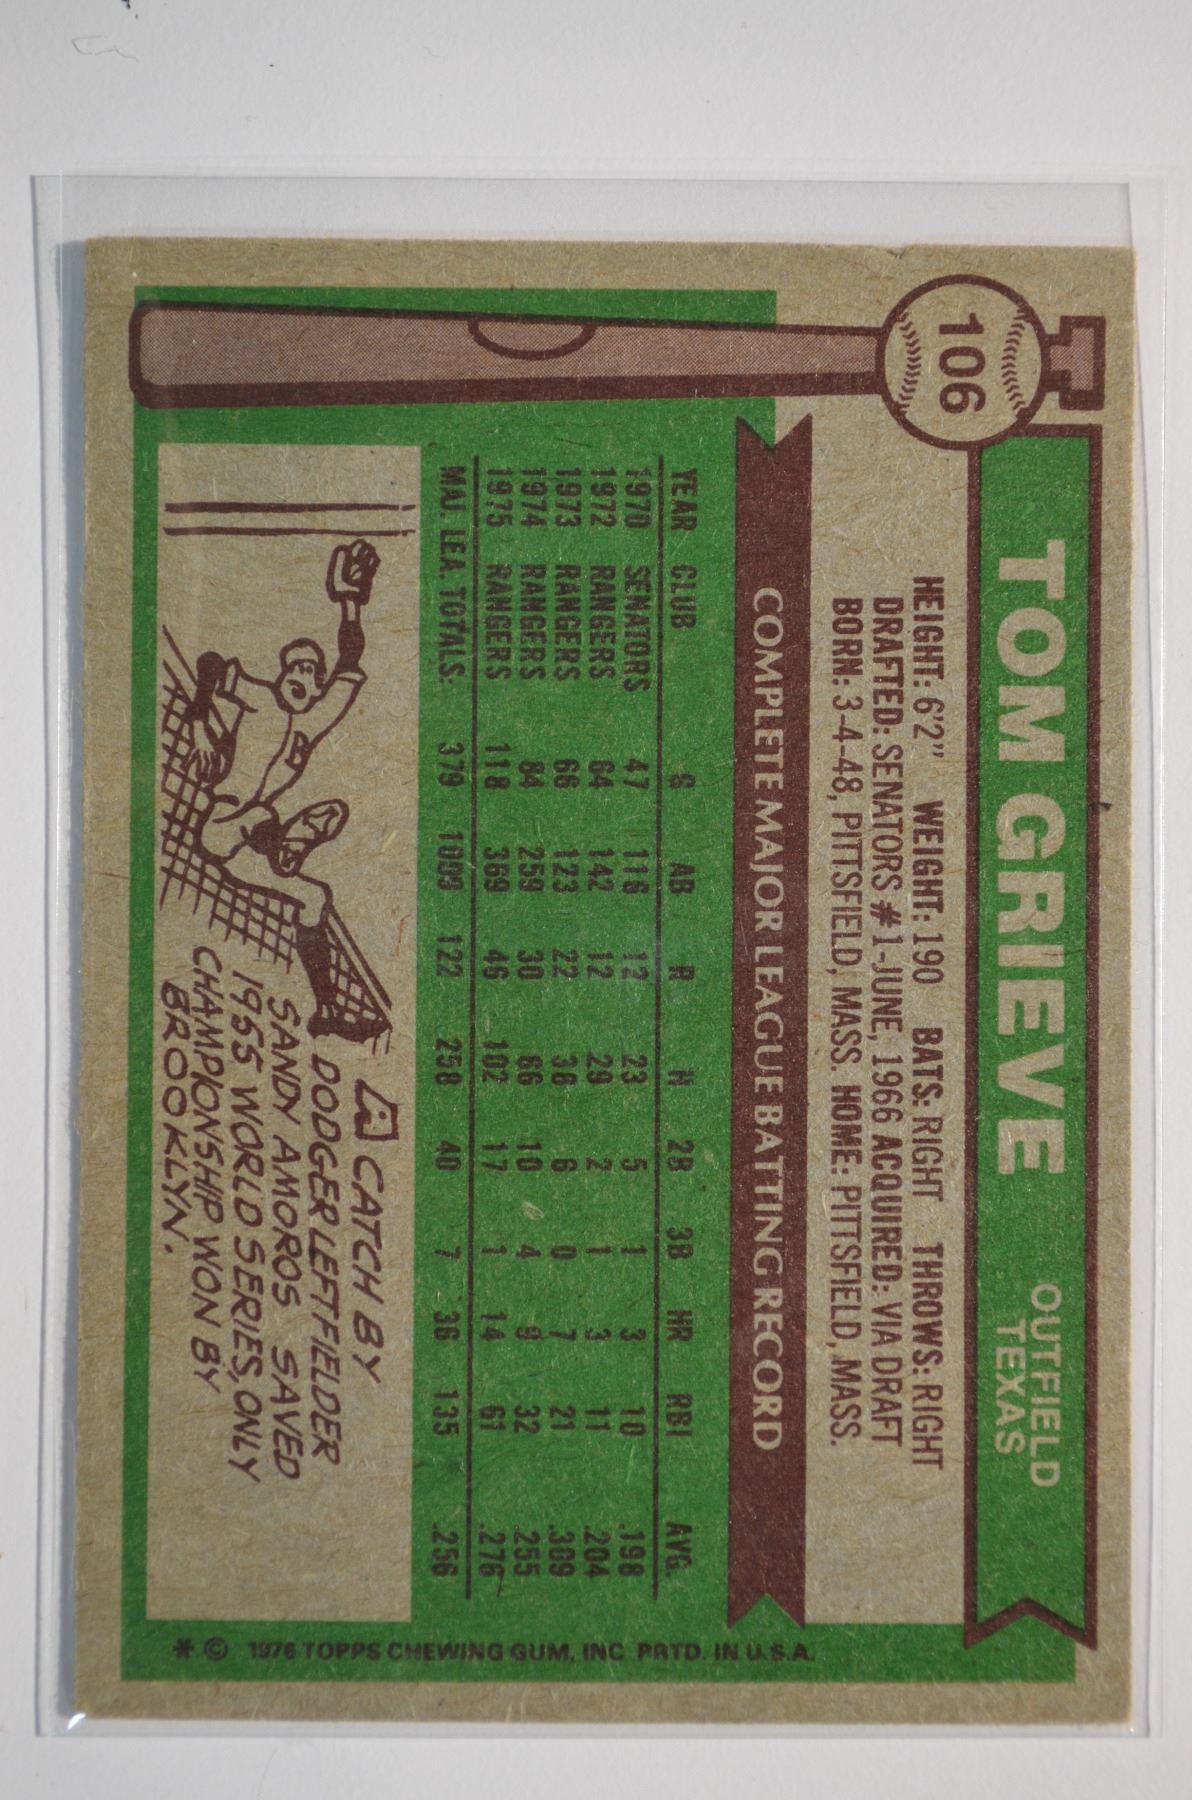 106
TOM GRIEVE
OUTFIELD
TEXAS
HEIGHT: 6'2" WEIGHT: 190 BATS: RIGHT THROWS: RIGHT
DRAFTED: SENATORS #1-JUNE, 1966 ACQUIRED: VIA DRAFT
BORN: 3-4-48, PITTSFIELD, MASS. HOME: PITTSFIELD, MASS.
COMPLETE MAJOR LEAGUE BATTING RECORD
YEAR CLUB G AB R H 2B 3B HR RBI AVG.
1970 SENATORS 47 116 12 23 5 1 3 10 .198
1972 RANGERS 64 142 12 29 2 1 3 11 .204
1973 RANGERS 66 123 22 38 6 0 7 21 .309
1974 RANGERS 84 259 30 66 10 4 9 32 .255
1975 RANGERS 118 369 46 102 17 1 14 61 .276
MAJ. LEA. TOTALS: 379 1009 122 258 40 7 36 135 .256
A CATCH BY
DODGER LEFTFIELDER
SANDY AMOROS SAVED
1955 WORLD SERIES, ONLY
CHAMPIONSHIP WON BY
BROOKLYN.
* © 1976 TOPPS CHEWING GUM, INC. PRTD. IN U.S.A.